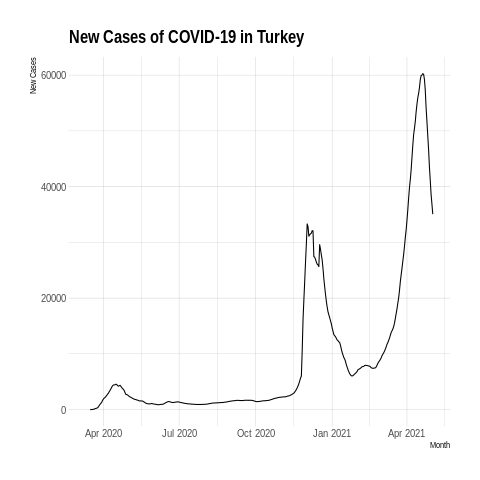 New Cases of COVID-19 in Turkey
New Cases
60000
40000
20000
0
Apr 2020
Jul 2020
Oct 2020
Jan 2021
Apr 2021
Month